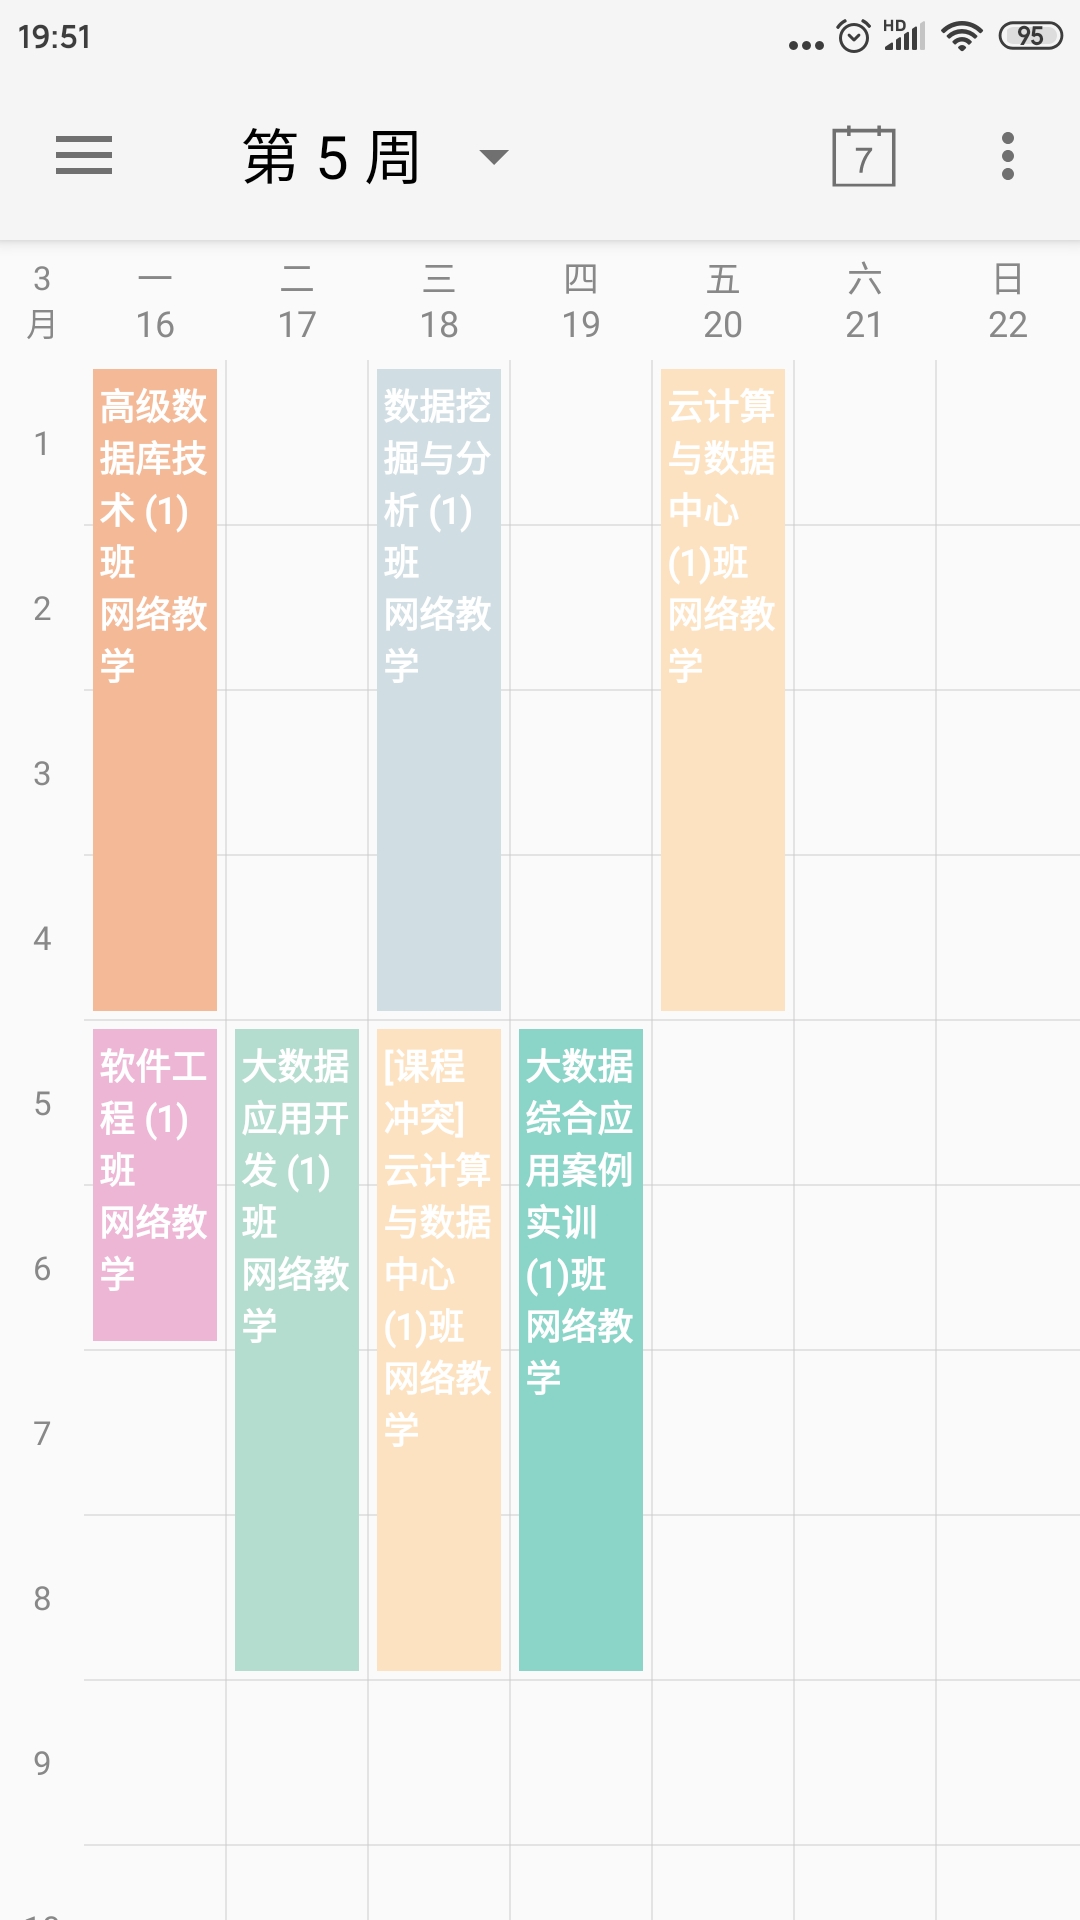 19:51
HD
95
第 5 周
7
3月
一 二 三 四 五 六 日
16 17 18 19 20 21 22
1
2
3
4
5
6
7
8
9
高级数
据库技
术 (1)
班
网络教
学
软件工
程 (1)
班
网络教
学
大数据
应用开
发 (1)
班
网络教
学
数据挖
掘与分
析 (1)
班
网络教
学
[课程
冲突]
云计算
与数据
中心
(1)班
网络教
学
大数据
综合应
用案例
实训
(1)班
网络教
学
云计算
与数据
中心
(1)班
网络教
学